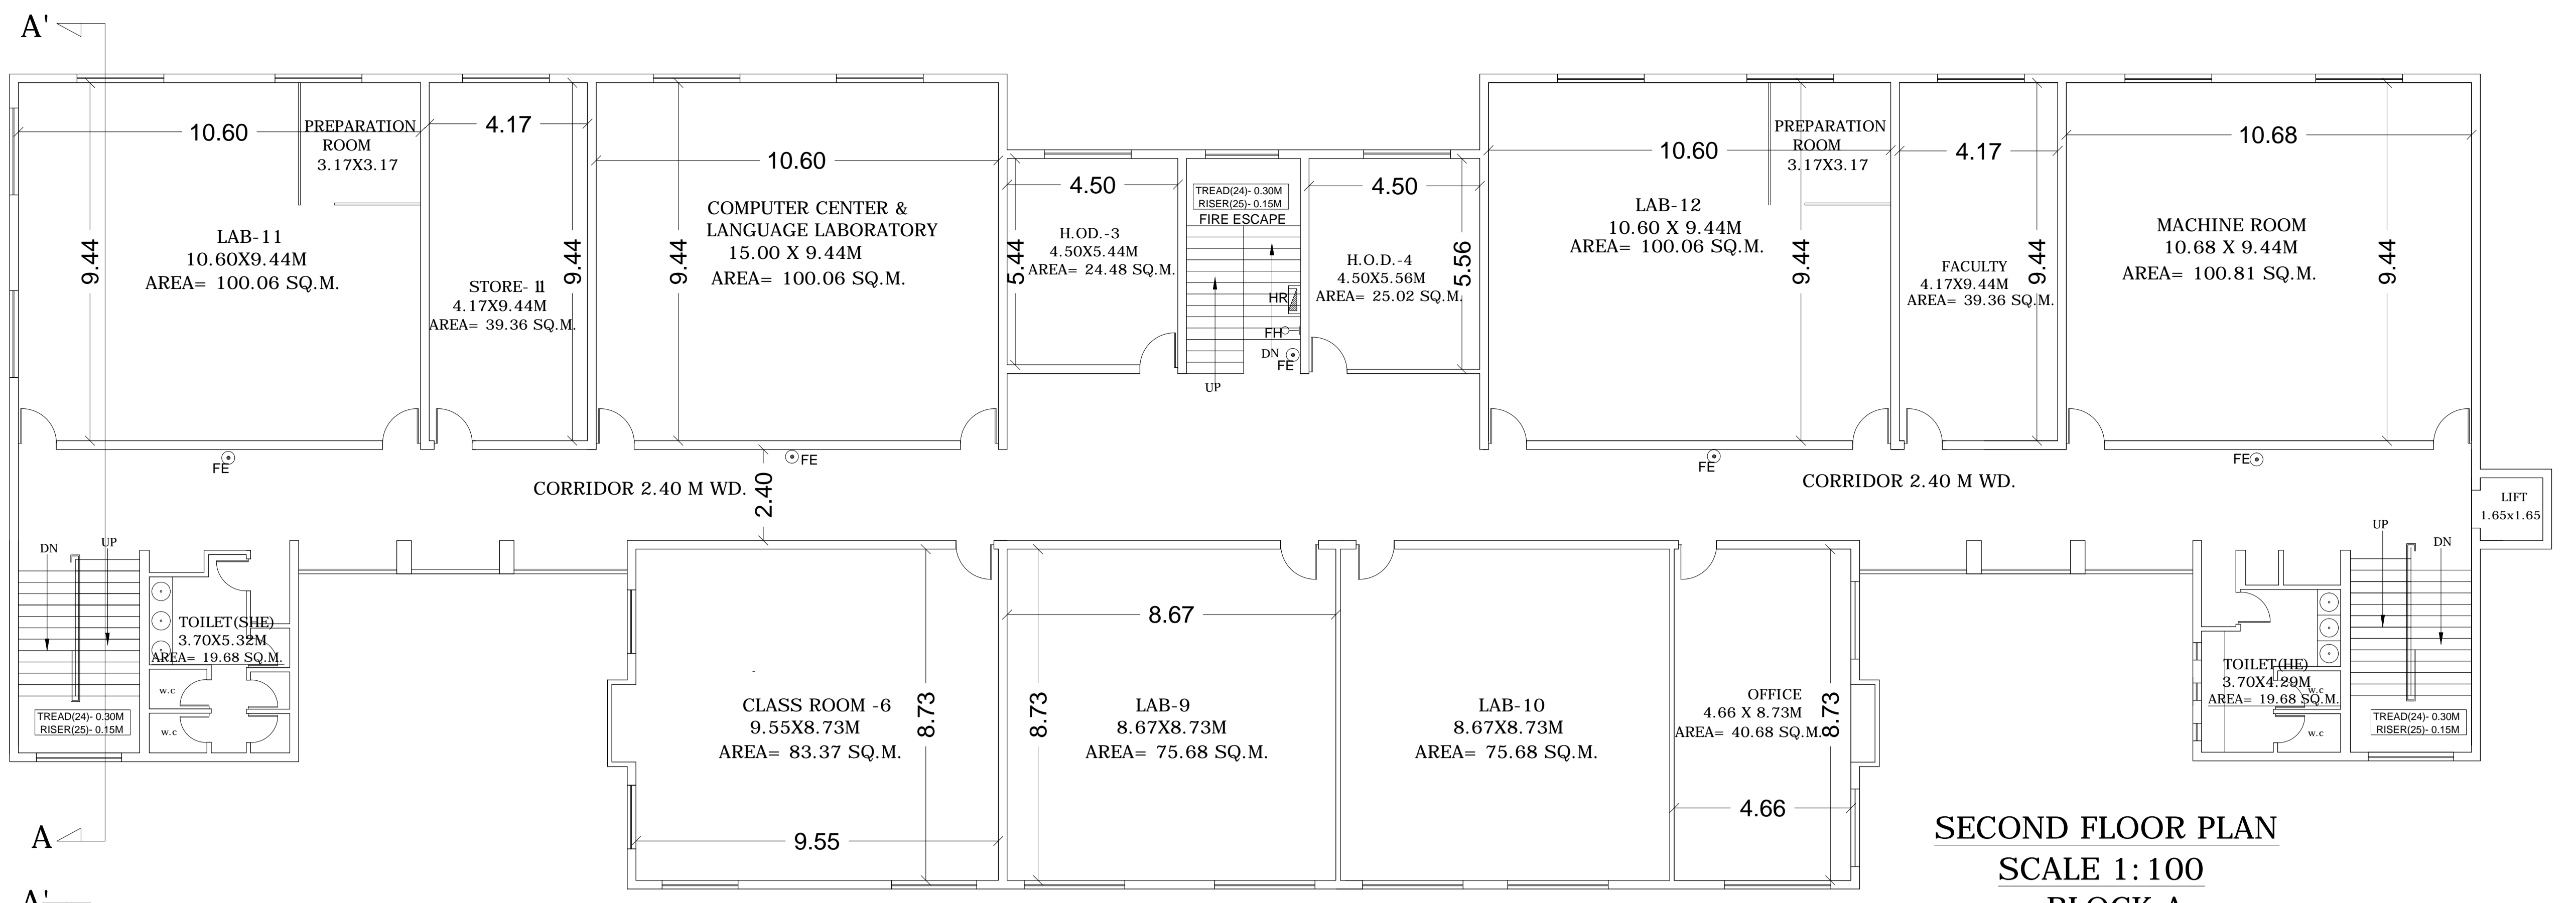 A'
10.60
PREPARATION
ROOM
3.17X3.17
9.44
LAB-11
10.60X9.44M
AREA= 100.06 SQ.M.
4.17
9.44
STORE- 11
4.17X9.44M
AREA= 39.36 SQ.M.
10.60
9.44
COMPUTER CENTER &
LANGUAGE LABORATORY
15.00 X 9.44M
AREA= 100.06 SQ.M.
4.50
5.44
H.OD.-3
4.50X5.44M
AREA= 24.48 SQ.M.
TREAD(24)- 0.30M
RISER(25)- 0.15M
FIRE ESCAPE
HR
FH
DN
FE
UP
4.50
5.56
H.O.D.-4
4.50X5.56M
AREA= 25.02 SQ.M.
10.60
PREPARATION
ROOM
3.17X3.17
LAB-12
10.60 X 9.44M
AREA= 100.06 SQ.M.
9.44
4.17
FACULTY
4.17X9.44M
AREA= 39.36 SQ.M.
9.44
10.68
MACHINE ROOM
10.68 X 9.44M
AREA= 100.81 SQ.M.
9.44
FE
FE
FE
FE
CORRIDOR 2.40 M WD.
2.40
CORRIDOR 2.40 M WD.
LIFT
1.65x1.65
DN
UP
TOILET(SHE)
3.70X5.32M
AREA= 19.68 SQ.M.
w.c
w.c
TREAD(24)- 0.30M
RISER(25)- 0.15M
CLASS ROOM -6
9.55X8.73M
AREA= 83.37 SQ.M.
8.73
9.55
8.67
8.73
LAB-9
8.67X8.73M
AREA= 75.68 SQ.M.
LAB-10
8.67X8.73M
AREA= 75.68 SQ.M.
OFFICE
4.66 X 8.73M
AREA= 40.68 SQ.M.
8.73
4.66
UP
DN
TOILET(HE)
3.70X4.29M
AREA= 19.68 SQ.M.
w.c
w.c
TREAD(24)- 0.30M
RISER(25)- 0.15M
A
SECOND FLOOR PLAN
SCALE 1:100
BLOCK A
A'